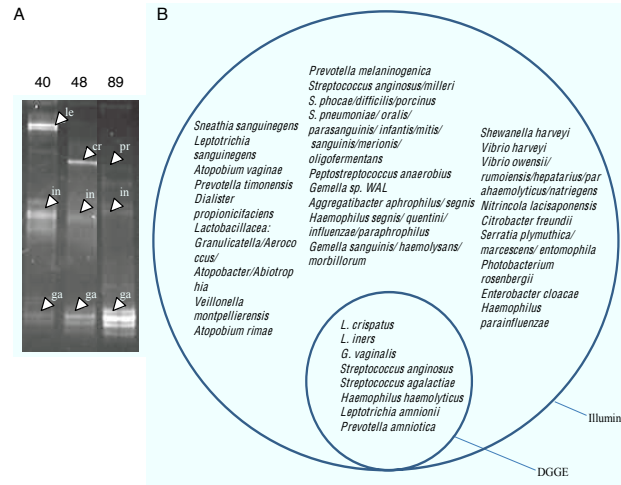 A
B
40 48 89
le
cr pr
in in in
ga ga ga
Sneathia sanguinegens
Leptotrichia
sanguinegens
Atopobium vaginae
Prevotella timonensis
Dialister
propionicifaciens
Lactobacillacea:
Granulicatella/Aeroco
ccus/
Atopobacter/Abiotrop
hia
Veillonella
montpellierensis
Atopobium rimae
Prevotella melaninogenica
Streptococcus anginosus/milleri
S. phocae/difficilis/porcinus
S. pneumoniae/ oralis/
parasanguinis/ infantis/mitis/
sanguinis/merionis/
oligofermentans
Peptostreptococus anaerobius
Gemella sp. WAL
Aggregatibacter aphrophilus/ segnis
Haemophilus segnis/ quentini/
influenzae/paraphrophilus
Gemella sanguinis/ haemolysans/
morbillorum
Shewanella harveyi
Vibrio harveyi
Vibrio owensii/
rumoiensis/hepatarius/par
ahaemolyticus/natriegens
Nitrincola lacisaponensis
Citrobacter freundii
Serratia plymuthica/
marcescens/ entomophila
Photobacterium
rosenbergii
Enterobacter cloacae
Haemophilus
parainfluenzae
L. crispatus
L. iners
G. vaginalis
Streptococcus anginosus
Streptococcus agalactiae
Haemophilus haemolyticus
Leptotrichia amnionii
Prevotella amniotica
Illumin
DGGE